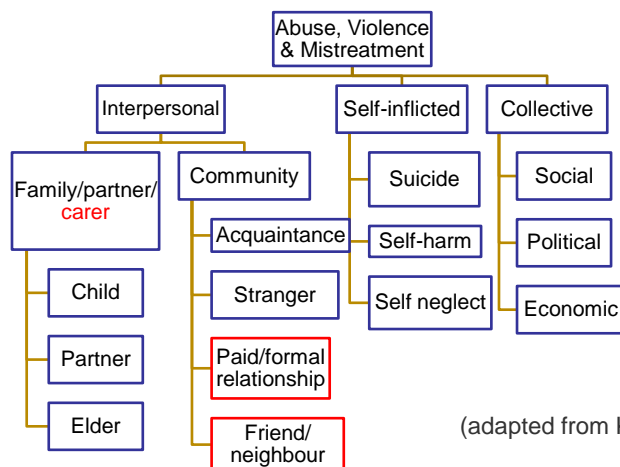 Abuse, Violence
& Mistreatment
Interpersonal
Self-inflicted
Collective
Family/partner/
carer
Community
Suicide
Social
Acquaintance
Self-harm
Political
Child
Stranger
Self neglect
Economic
Partner
Paid/formal
relationship
Elder
Friend/
neighbour
(adapted from